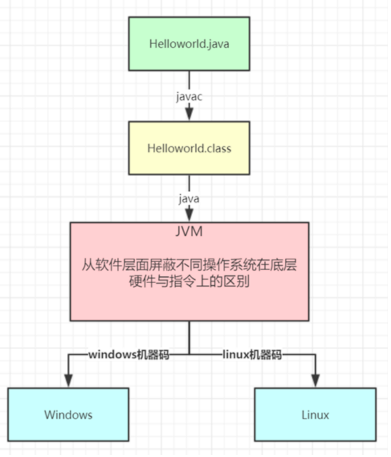 Helloworld.java
javac
Helloworld.class
java
JVM
从软件层面屏蔽不同操作系统在底层
硬件与指令上的区别
windows机器码
linux机器码
Windows
Linux